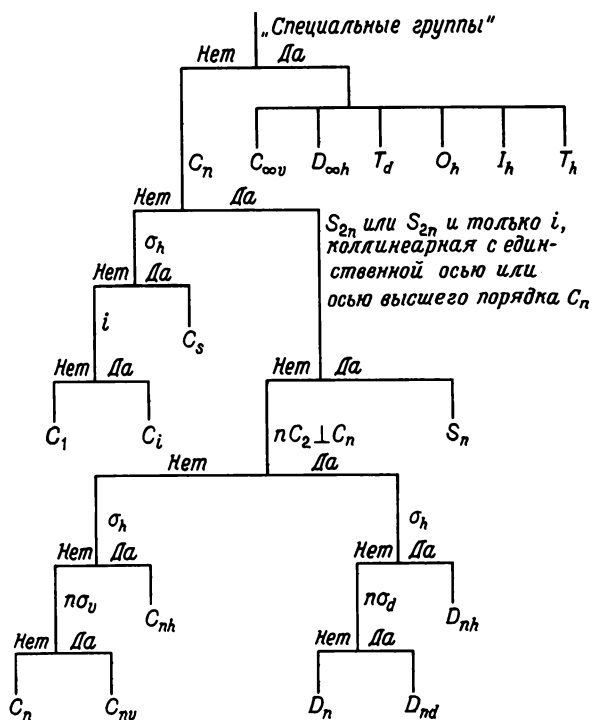 „Специальные группы"
Нет Да
C∞v D∞h Td Oh Ih Th
Cn
Нет Да
S2n или S2n и только i,
коллинеарная с един-
ственной осью или
осью высшего порядка Cn
σh
Нет Да
i
Cs
Нет Да
Нет Да
C1 Ci
Sn
nC2⊥Cn
Нет Да
σh
σh
Нет Да
Нет Да
nσv
Cnh
nσd
Dnh
Нет Да
Нет Да
Cn Cnv
Dn Dnd